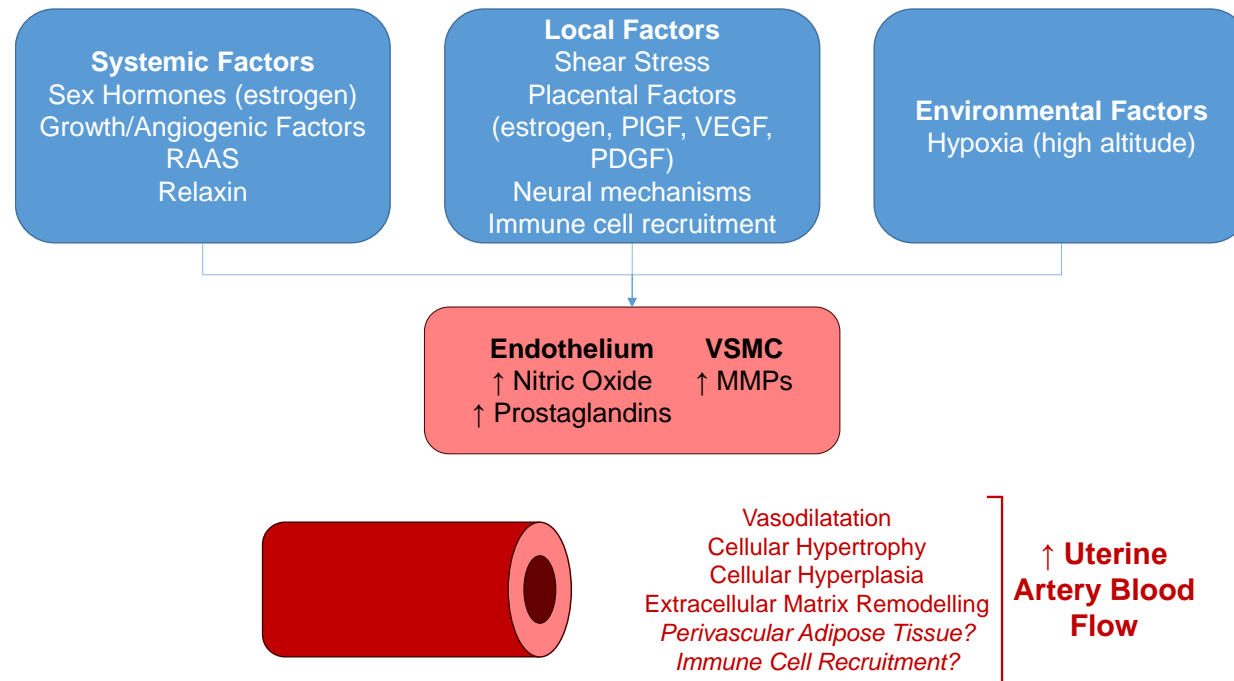 Systemic Factors
Sex Hormones (estrogen)
Growth/Angiogenic Factors
RAAS
Relaxin
Local Factors
Shear Stress
Placental Factors
(estrogen, PlGF, VEGF,
PDGF)
Neural mechanisms
Immune cell recruitment
Environmental Factors
Hypoxia (high altitude)
Endothelium
↑ Nitric Oxide
↑ Prostaglandins
VSMC
↑ MMPs
Vasodilatation
Cellular Hypertrophy
Cellular Hyperplasia
Extracellular Matrix Remodelling
Perivascular Adipose Tissue?
Immune Cell Recruitment?
↑ Uterine
Artery Blood
Flow